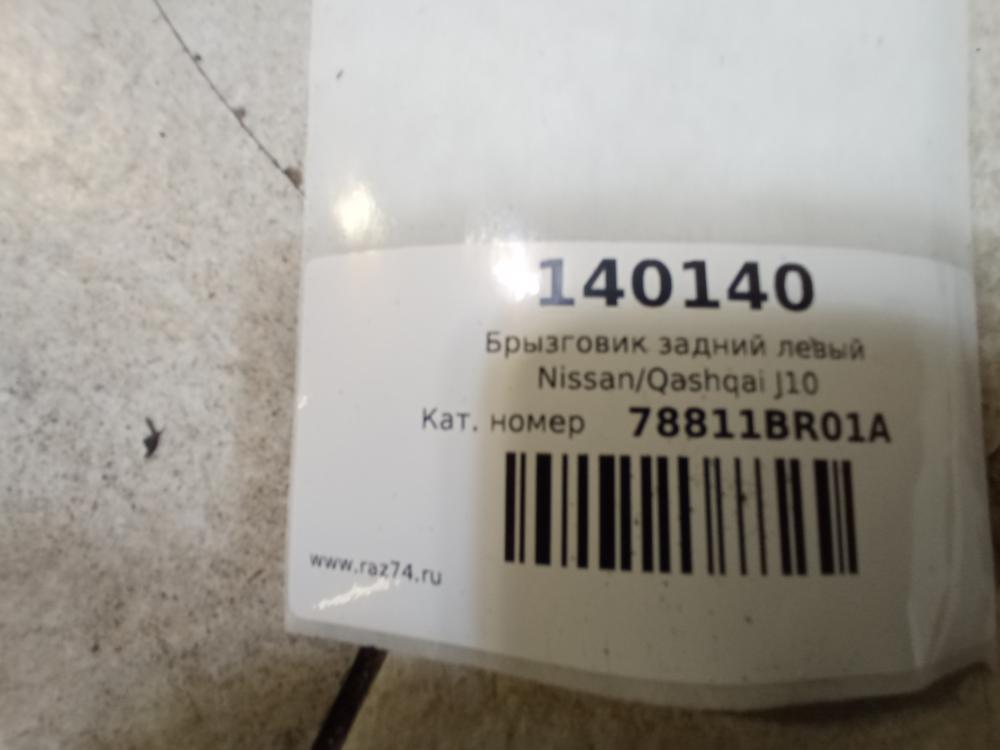 140140
Брызговик задний левый
Nissan/Qashqai J10
Кат. номер 78811BR01A
www.raz74.ru